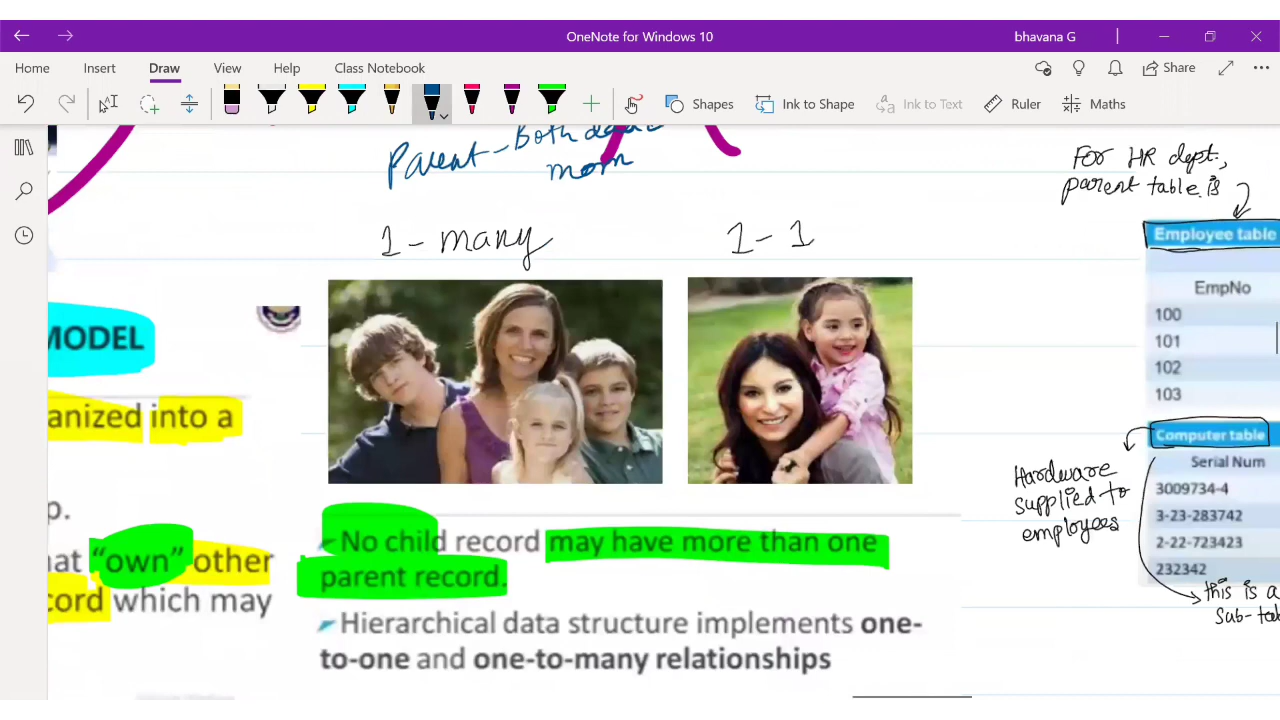 OneNote for Windows 10
bhavana G
Home
Insert
Draw
View
Help
Class Notebook
Share
Shapes
Ink to Shape
Ink to Text
Ruler
Maths
Parent - Both
mom
For HR dept.,
parent table is
1 - many
1 - 1
Employee table
EmpNo
100
101
102
103
MODEL
anized into a
p.
hat “own” other
cord which may
No child record may have more than one
parent record.
Hierarchical data structure implements one-
to-one and one-to-many relationships
Computer table
Serial Num
3009734-4
3-23-283742
2-22-723423
232342
Hardware
supplied to
employees
this is a